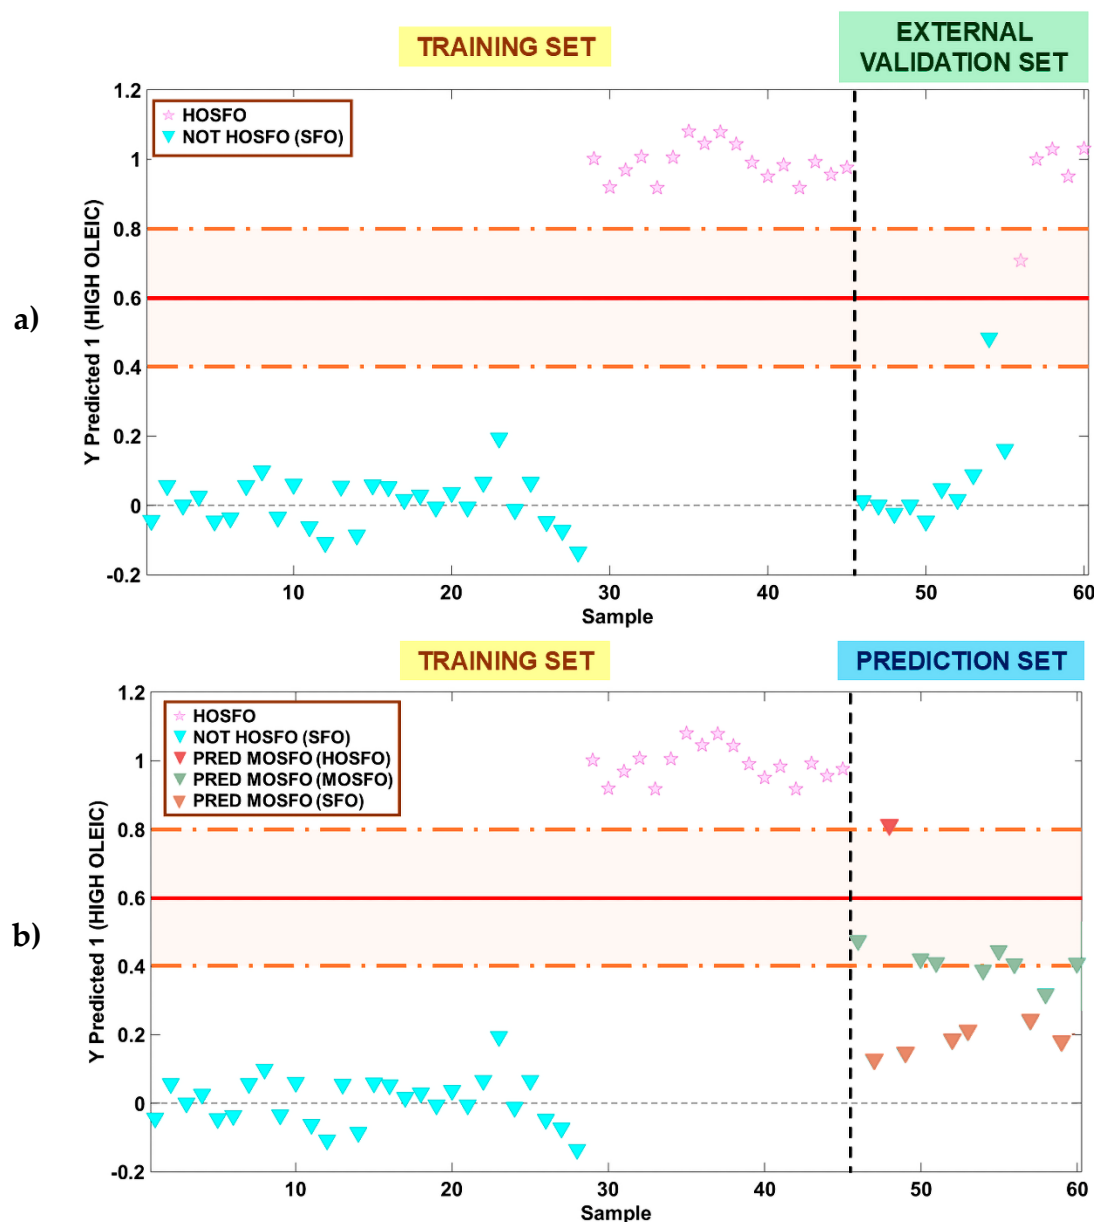 TRAINING SET
EXTERNAL
VALIDATION SET
a)
Y Predicted 1 (HIGH OLEIC)
1.2
1
0.8
0.6
0.4
0.2
0
-0.2
HOSFO
NOT HOSFO (SFO)
10
20
30
40
50
60
Sample
TRAINING SET
PREDICTION SET
b)
Y Predicted 1 (HIGH OLEIC)
1.2
1
0.8
0.6
0.4
0.2
0
-0.2
HOSFO
NOT HOSFO (SFO)
PRED MOSFO (HOSFO)
PRED MOSFO (MOSFO)
PRED MOSFO (SFO)
10
20
30
40
50
60
Sample